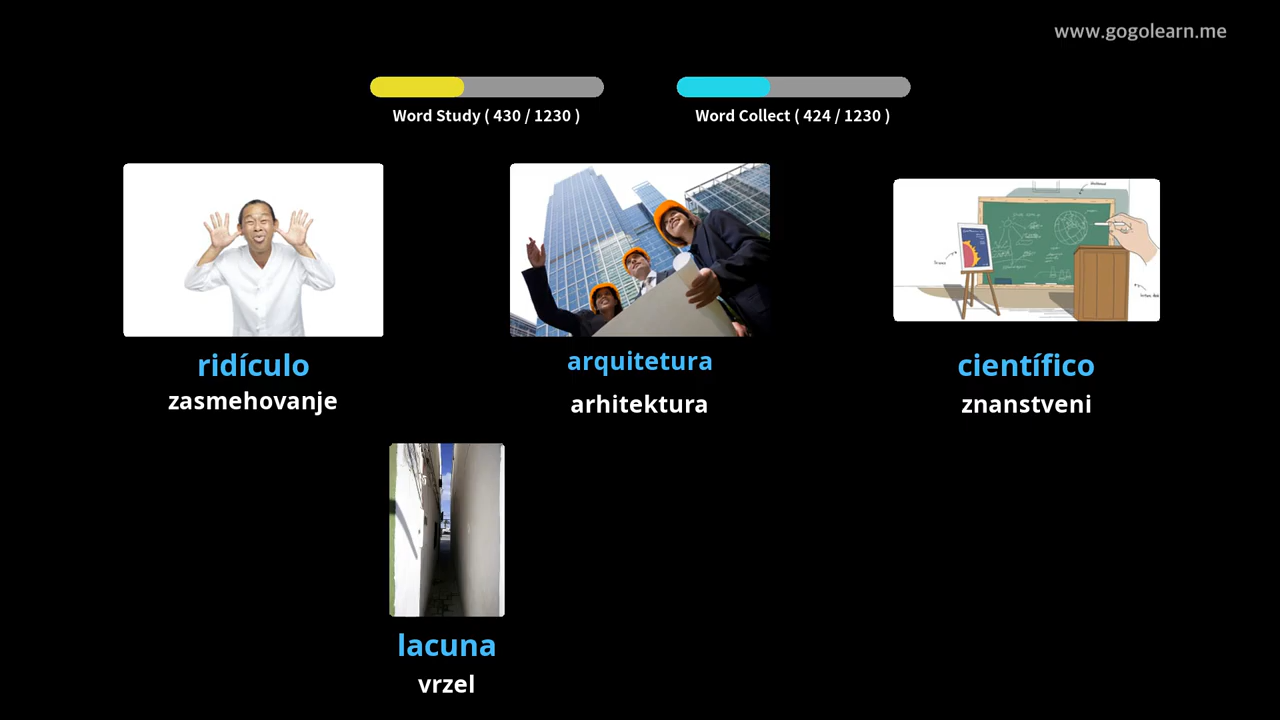 www.gogolearn.me
Word Study ( 430 / 1230 )
Word Collect ( 424 / 1230 )
ridículo
zasmehovanje
arquitetura
arhitektura
científico
znanstveni
lacuna
vrzel